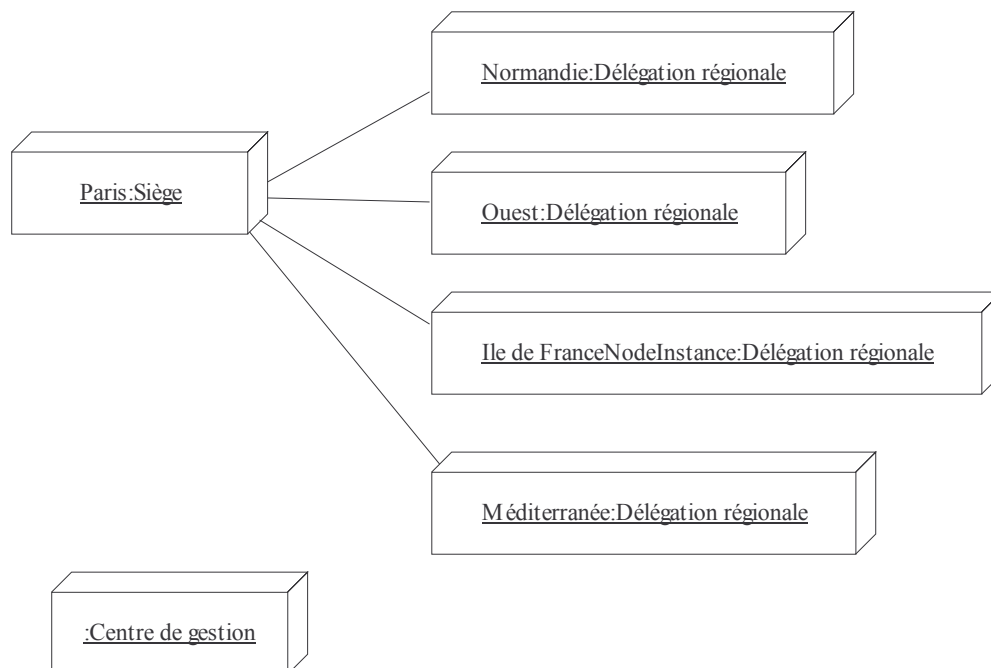 Normandie:Délégation régionale
Paris:Siège
Ouest:Délégation régionale
Ile de FranceNodeInstance:Délégation régionale
Méditerranée:Délégation régionale
:Centre de gestion